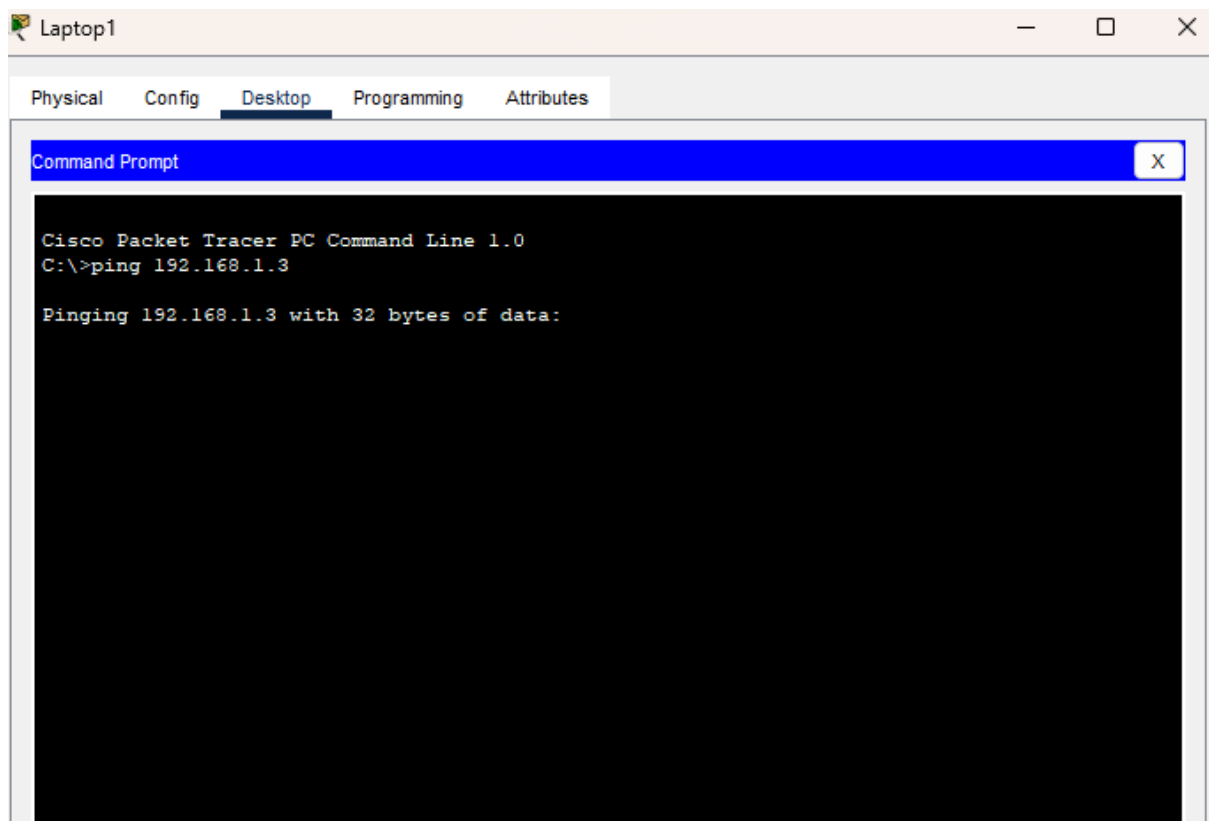 Laptop1
Physical Config Desktop Programming Attributes
Command Prompt X
Cisco Packet Tracer PC Command Line 1.0
C:\>ping 192.168.1.3
Pinging 192.168.1.3 with 32 bytes of data: